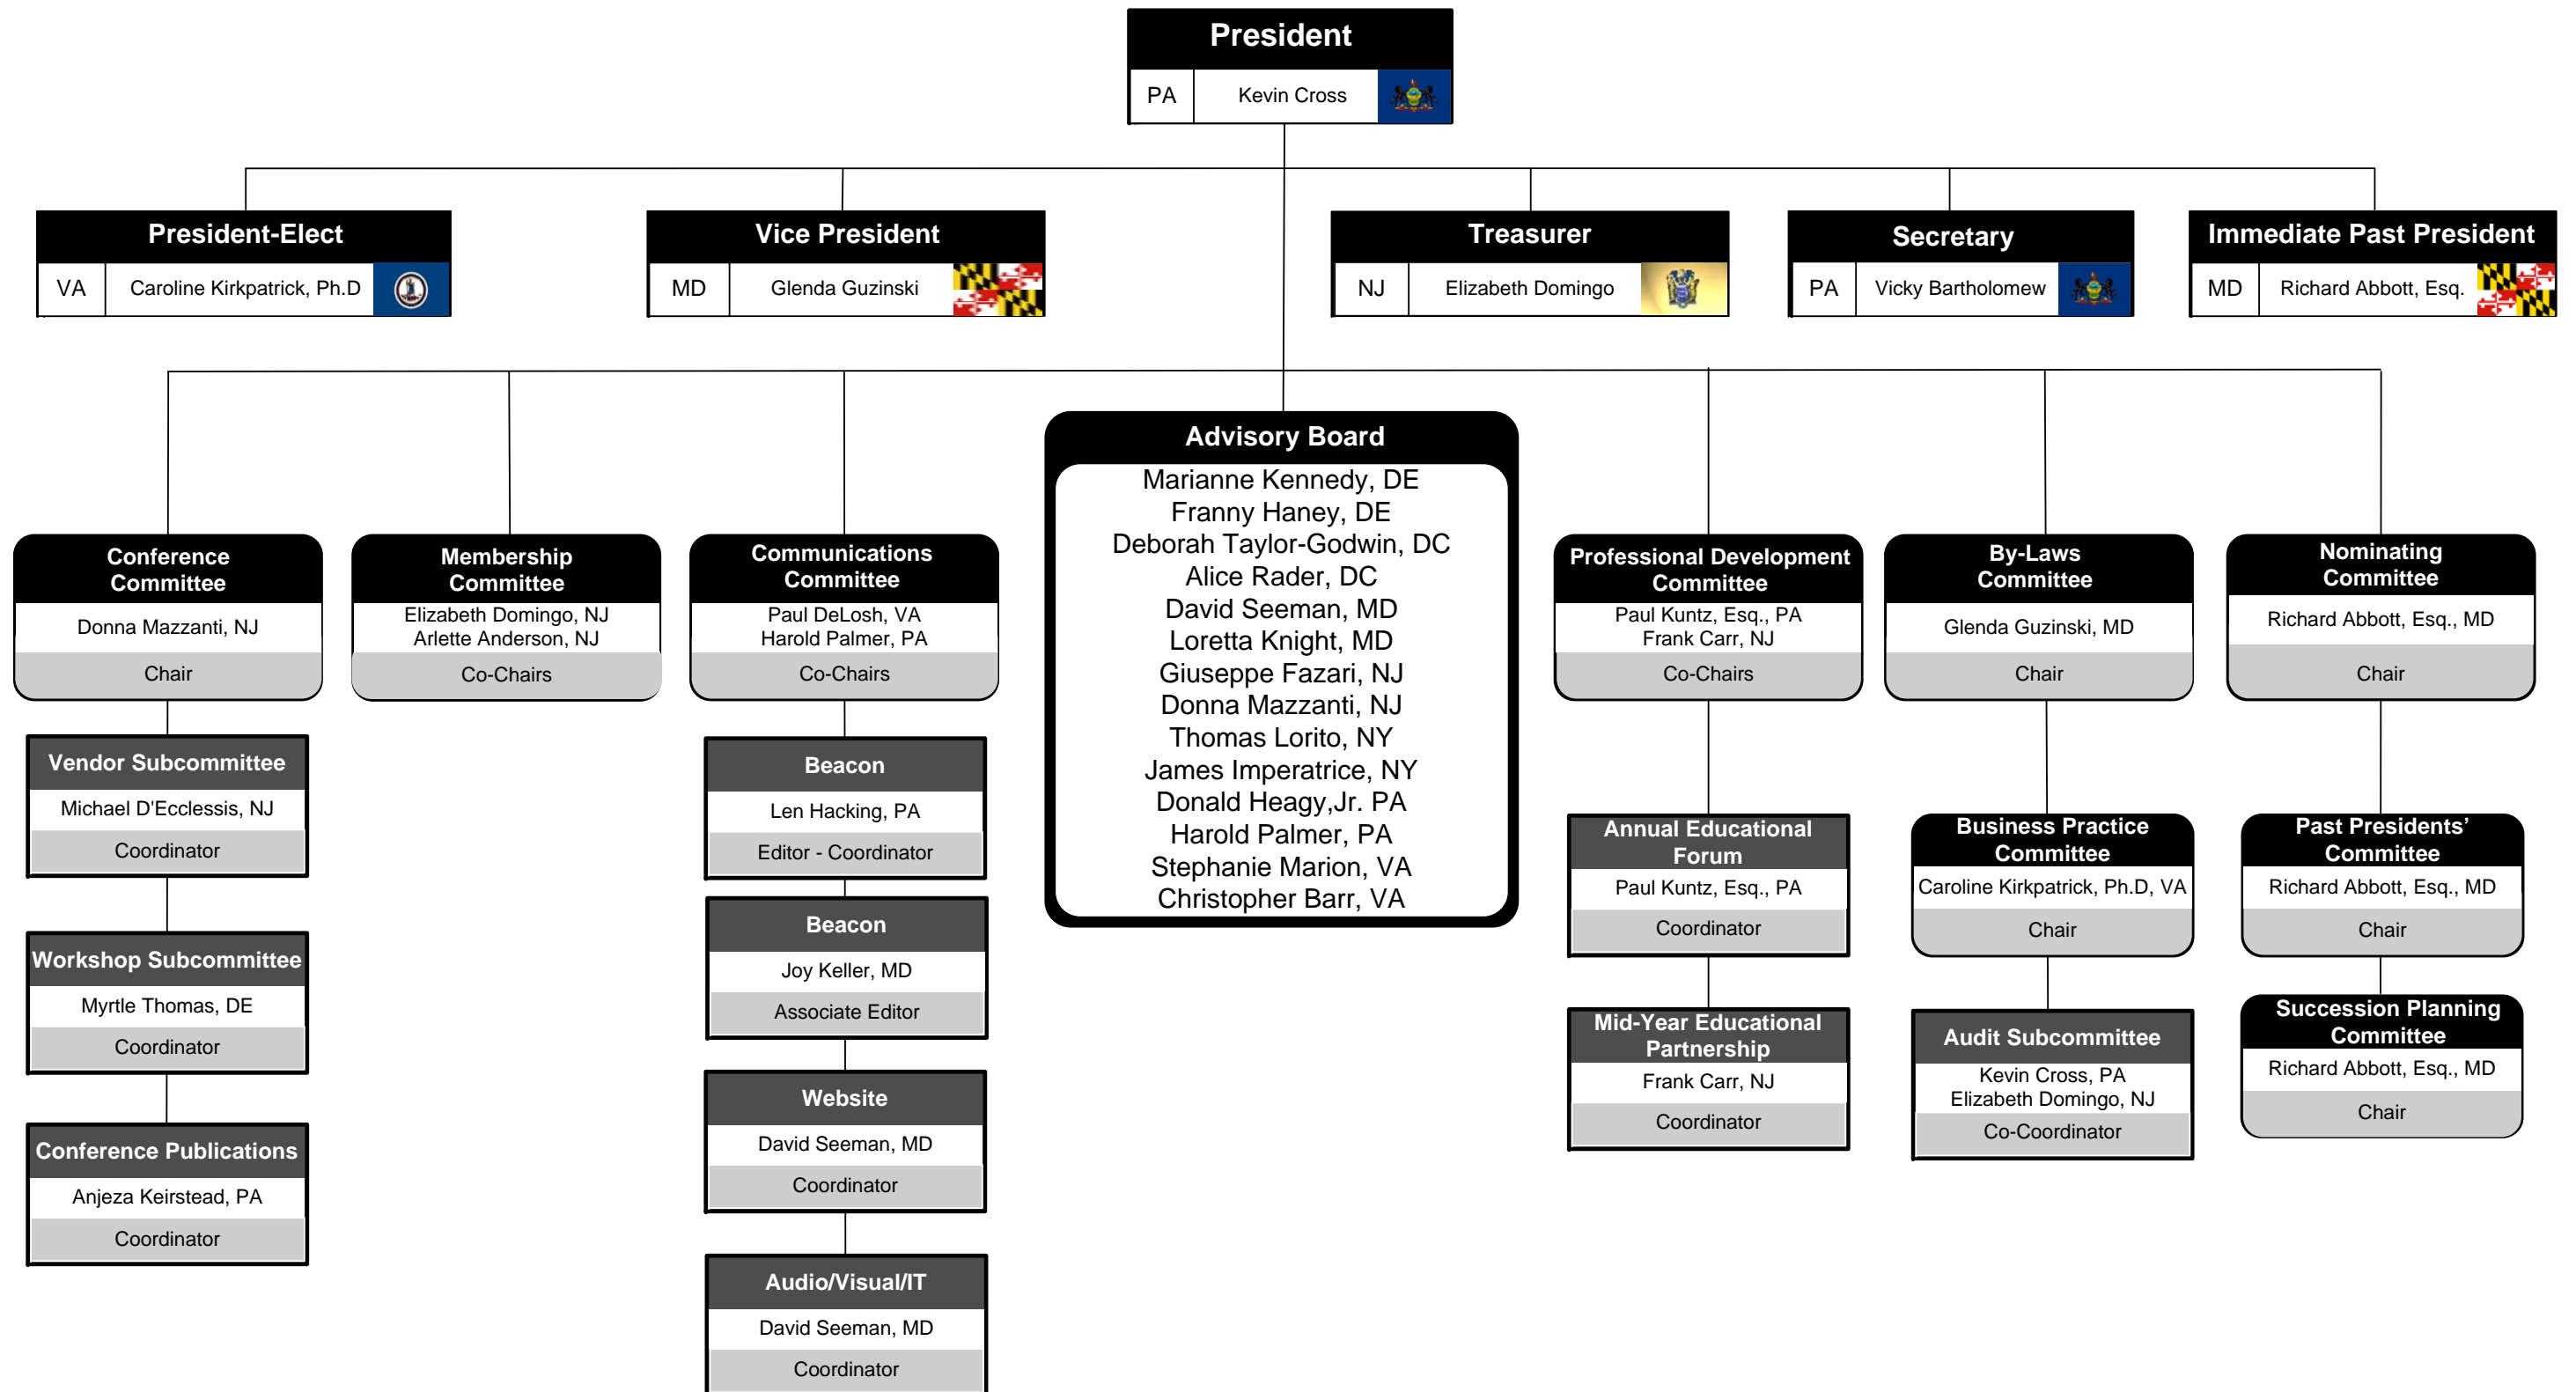 President
PA Kevin Cross
President-Elect
VA Caroline Kirkpatrick, Ph.D
Vice President
MD Glenda Guzinski
Treasurer
NJ Elizabeth Domingo
Secretary
PA Vicky Bartholomew
Immediate Past President
MD Richard Abbott, Esq.
Conference
Committee
Donna Mazzanti, NJ
Chair
Vendor Subcommittee
Michael D'Ecclessis, NJ
Coordinator
Workshop Subcommittee
Myrtle Thomas, DE
Coordinator
Conference Publications
Anjeza Keirstead, PA
Coordinator
Membership
Committee
Elizabeth Domingo, NJ
Arlette Anderson, NJ
Co-Chairs
Communications
Committee
Paul DeLosh, VA
Harold Palmer, PA
Co-Chairs
Beacon
Len Hacking, PA
Editor - Coordinator
Beacon
Joy Keller, MD
Associate Editor
Website
David Seeman, MD
Coordinator
Audio/Visual/IT
David Seeman, MD
Coordinator
Advisory Board
Marianne Kennedy, DE
Franny Haney, DE
Deborah Taylor-Godwin, DC
Alice Rader, DC
David Seeman, MD
Loretta Knight, MD
Giuseppe Fazari, NJ
Donna Mazzanti, NJ
Thomas Lorito, NY
James Imperatrice, NY
Donald Heagy,Jr. PA
Harold Palmer, PA
Stephanie Marion, VA
Christopher Barr, VA
Professional Development
Committee
Paul Kuntz, Esq., PA
Frank Carr, NJ
Co-Chairs
Annual Educational
Forum
Paul Kuntz, Esq., PA
Coordinator
Mid-Year Educational
Partnership
Frank Carr, NJ
Coordinator
By-Laws
Committee
Glenda Guzinski, MD
Chair
Business Practice
Committee
Caroline Kirkpatrick, Ph.D, VA
Chair
Audit Subcommittee
Kevin Cross, PA
Elizabeth Domingo, NJ
Co-Coordinator
Nominating
Committee
Richard Abbott, Esq., MD
Chair
Past Presidents’
Committee
Richard Abbott, Esq., MD
Chair
Succession Planning
Committee
Richard Abbott, Esq., MD
Chair